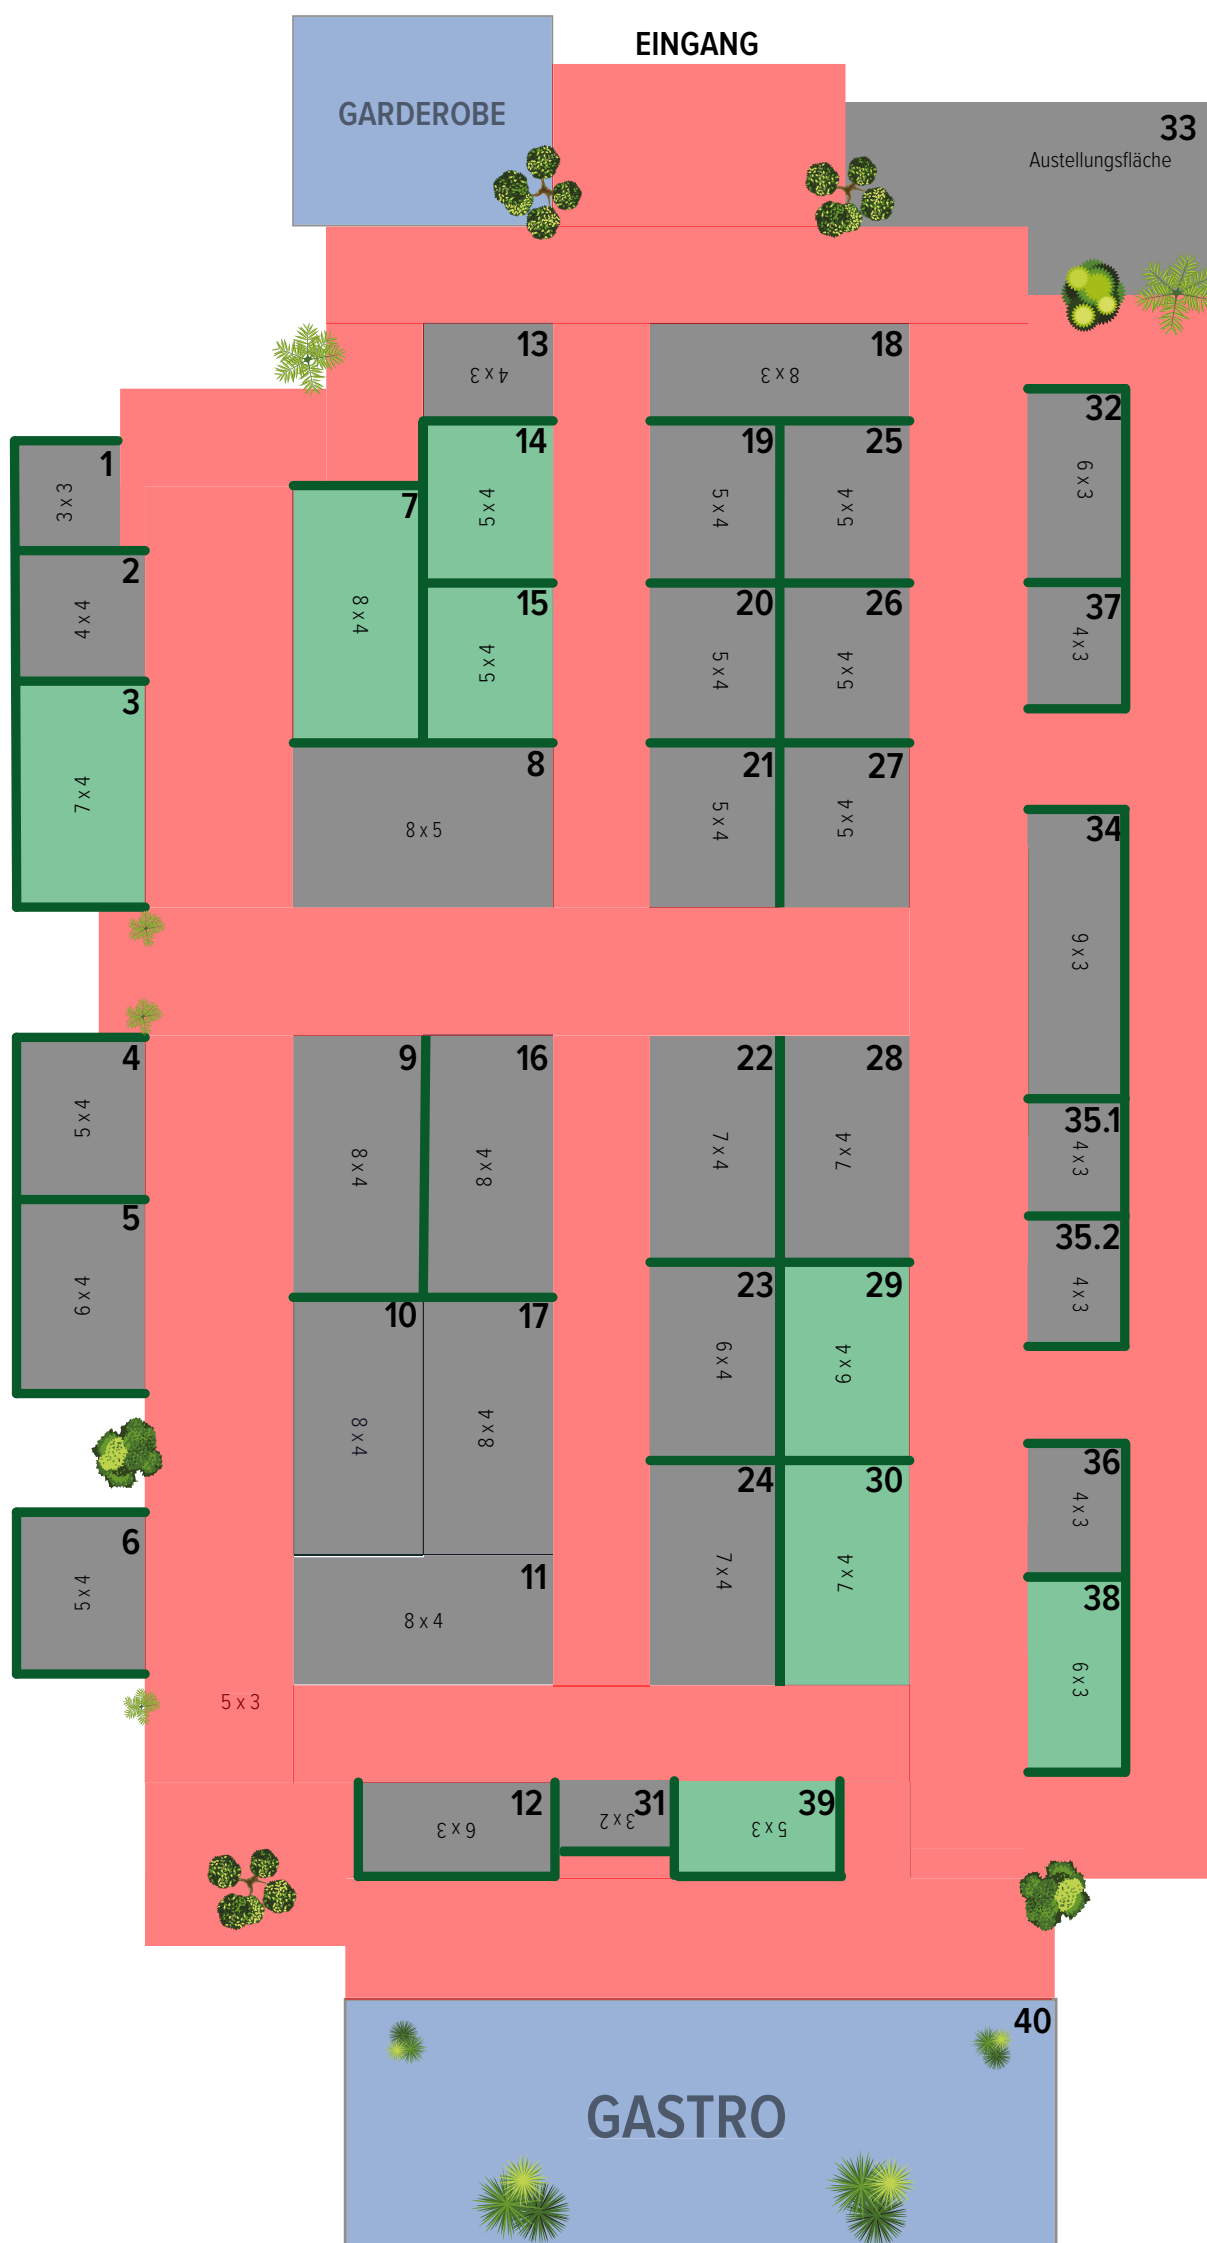 EINGANG
GARDEROBE
33
Austellungsfläche
13
4 x 3
18
8 x 3
32
6 x 3
1
3 x 3
14
5 x 4
19
5 x 4
25
5 x 4
7
8 x 4
2
4 x 4
15
5 x 4
20
5 x 4
26
5 x 4
37
4 x 3
3
7 x 4
8
8 x 5
21
5 x 4
27
5 x 4
34
9 x 3
4
5 x 4
9
8 x 4
16
8 x 4
22
7 x 4
28
7 x 4
35.1
4 x 3
5
6 x 4
35.2
4 x 3
23
6 x 4
29
6 x 4
10
8 x 4
17
8 x 4
36
4 x 3
24
7 x 4
30
7 x 4
6
5 x 4
11
8 x 4
38
6 x 3
5 x 3
12
6 x 3
31
3 x 2
39
5 x 3
40
GASTRO